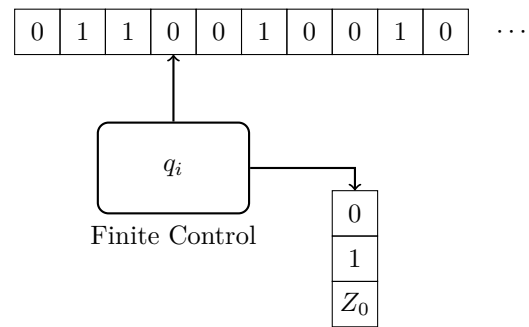 0 1 1 0 0 1 0 0 1 0 ⋯
q_i
Finite Control
0
1
Z_0